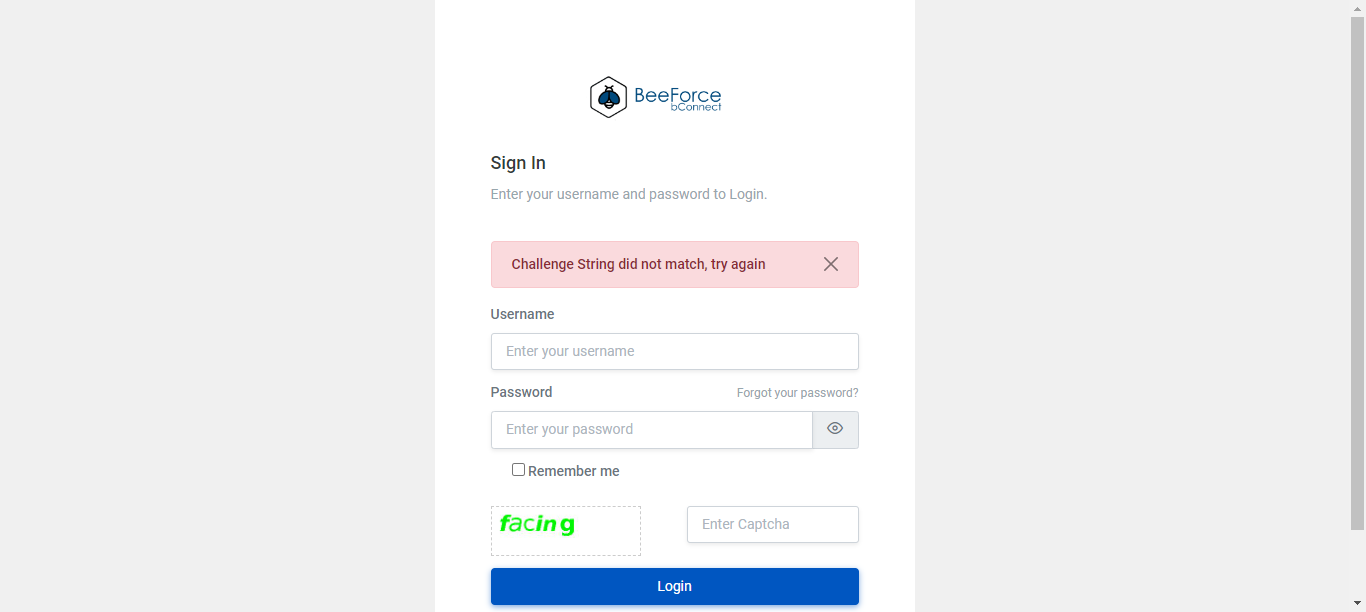 BeeForce
bConnect
Sign In
Enter your username and password to Login.
Challenge String did not match, try again
Username
Enter your username
Password
Forgot your password?
Enter your password
Remember me
facing
Enter Captcha
Login